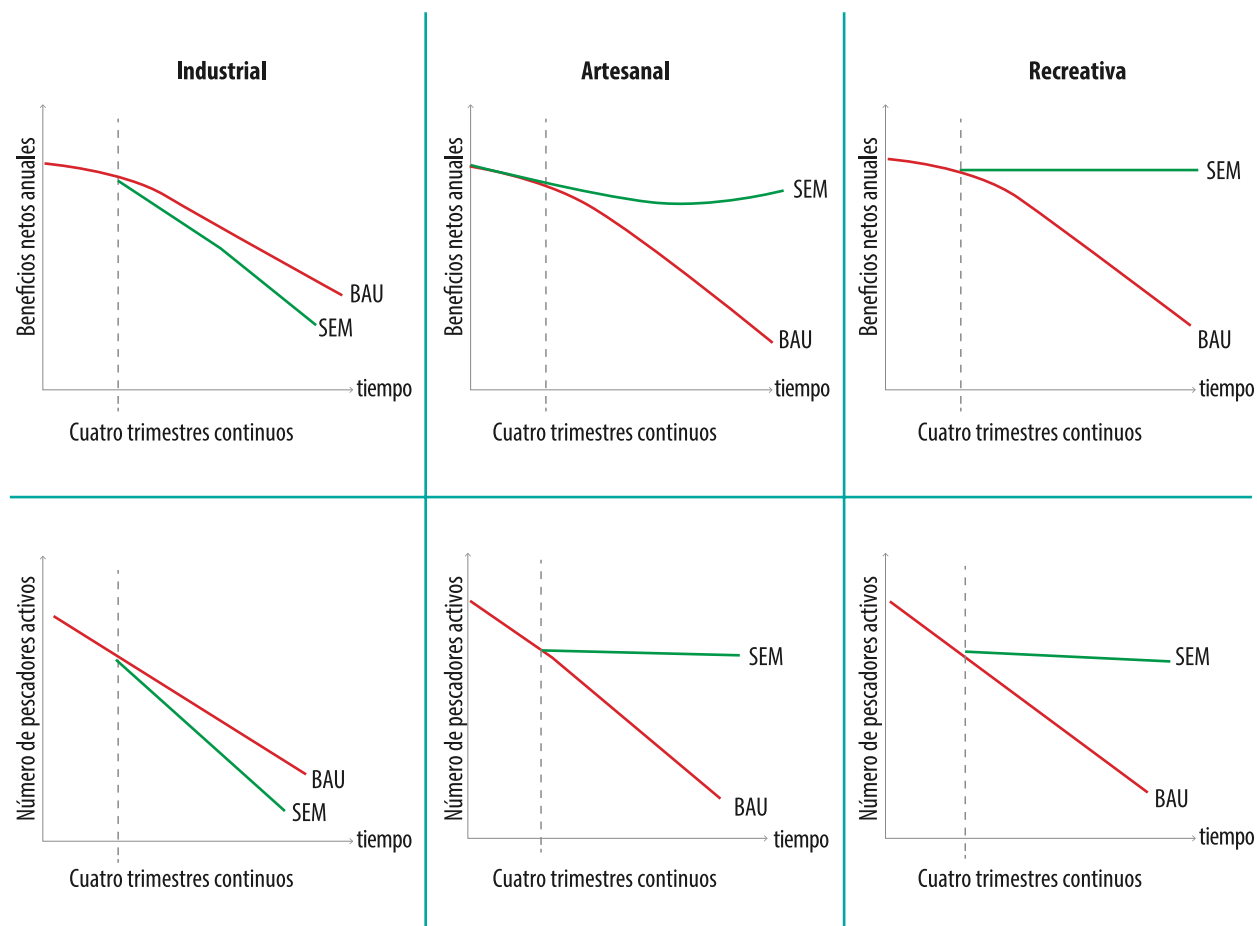 Industrial
Beneficios netos anuales
BAU
SEM
tiempo
Cuatro trimestres continuos
Artesanal
Beneficios netos anuales
SEM
BAU
tiempo
Cuatro trimestres continuos
Recreativa
Beneficios netos anuales
SEM
BAU
tiempo
Cuatro trimestres continuos
Número de pescadores activos
BAU
SEM
tiempo
Cuatro trimestres continuos
Número de pescadores activos
SEM
BAU
tiempo
Cuatro trimestres continuos
Número de pescadores activos
SEM
BAU
tiempo
Cuatro trimestres continuos